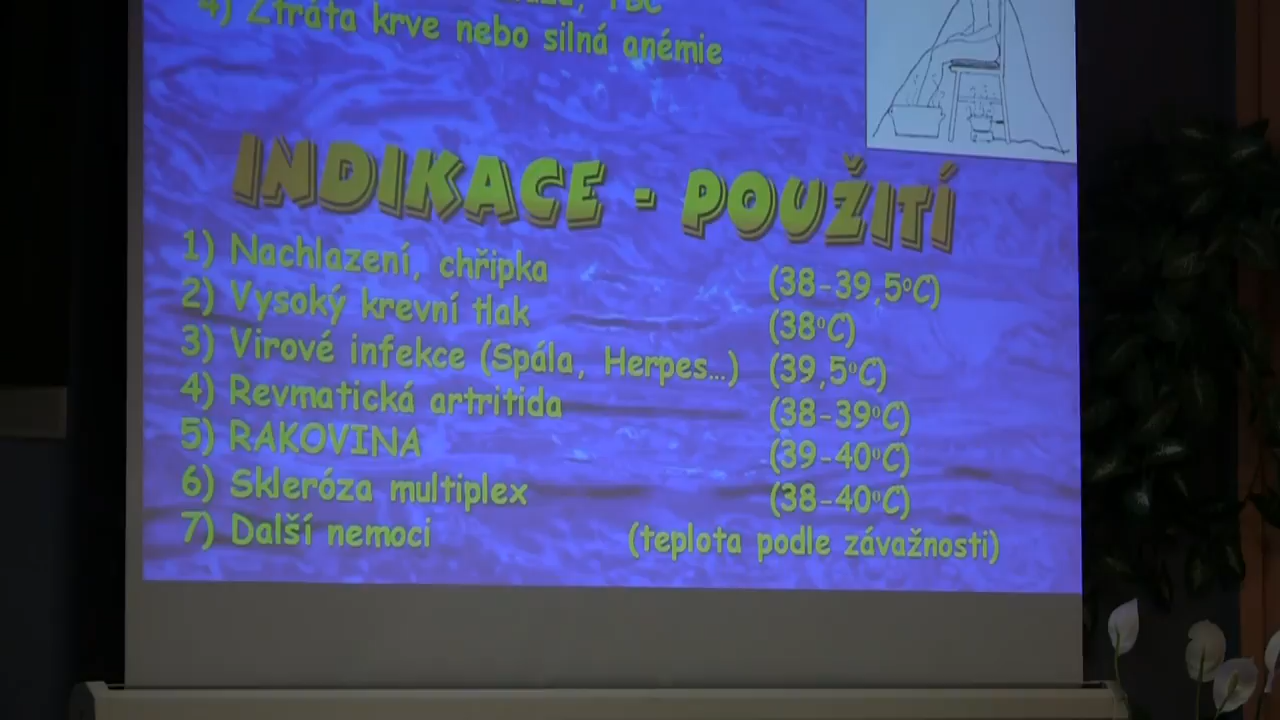 TBC
4) Ztráta krve nebo silná anémie
INDIKACE - POUŽITÍ
1) Nachlazení, chřipka (38-39,5°C)
2) Vysoký krevní tlak (38°C)
3) Virové infekce (Spála, Herpes...) (39,5°C)
4) Revmatická artritida (38-39°C)
5) RAKOVINA (39-40°C)
6) Skleróza multiplex (38-40°C)
7) Další nemoci (teplota podle závažnosti)